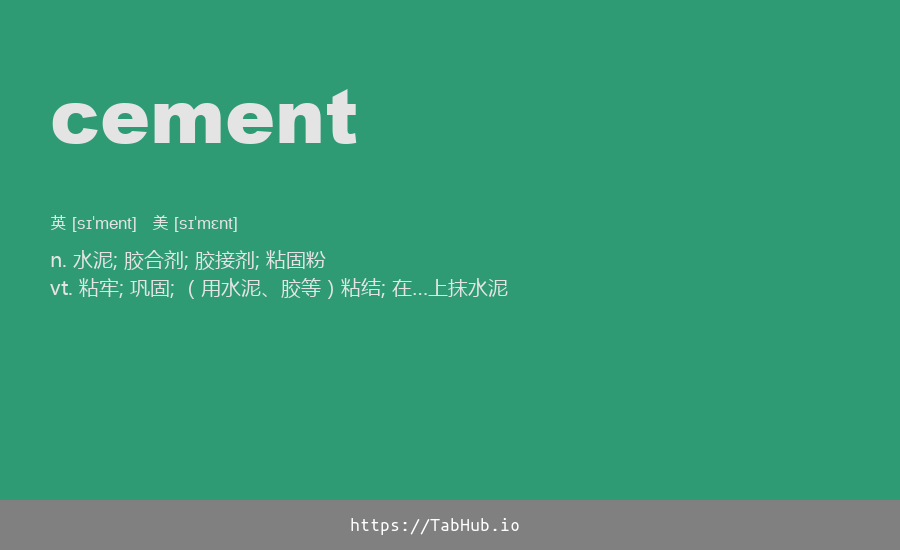 cement
英 [sɪˈment] 美 [sɪˈmɛnt]
n. 水泥; 胶合剂; 胶接剂; 粘固粉
vt. 粘牢; 巩固; （用水泥、胶等）粘结; 在...上抹水泥
https://TabHub.io